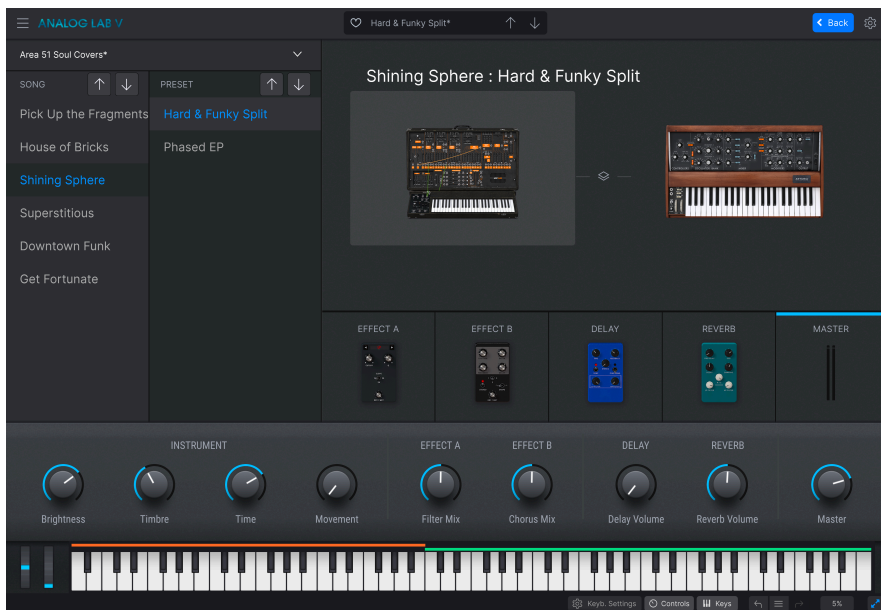 ANALOG LAB V
Hard & Funky Split*
Back
Area 51 Soul Covers*
SONG
PRESET
Shining Sphere : Hard & Funky Split
Pick Up the Fragments
Hard & Funky Split
House of Bricks
Phased EP
Shining Sphere
Superstitious
Downtown Funk
Get Fortunate
EFFECT A
EFFECT B
DELAY
REVERB
MASTER
INSTRUMENT
EFFECT A
EFFECT B
DELAY
REVERB
Brightness
Timbre
Time
Movement
Filter Mix
Chorus Mix
Delay Volume
Reverb Volume
Master
Keyb. Settings
Controls
Keys
5%